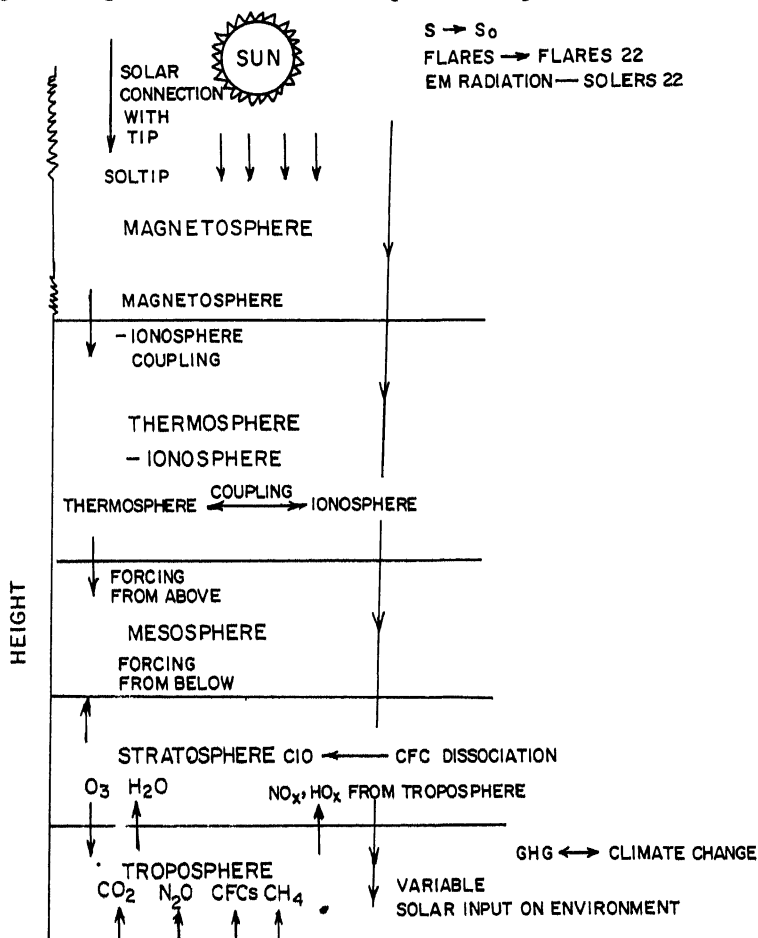 S → S₀
FLARES → FLARES 22
EM RADIATION — SOLERS 22
SUN
SOLAR
CONNECTION
WITH
TIP
SOLTIP
MAGNETOSPHERE
MAGNETOSPHERE
– IONOSPHERE
COUPLING
THERMOSPHERE
– IONOSPHERE
COUPLING
THERMOSPHERE ↔ IONOSPHERE
FORCING
FROM ABOVE
HEIGHT
MESOSPHERE
FORCING
FROM BELOW
STRATOSPHERE ClO ← CFC DISSOCIATION
O₃ H₂O NOₓ, HOₓ FROM TROPOSPHERE
GHG ↔ CLIMATE CHANGE
TROPOSPHERE
CO₂ N₂O CFCs CH₄
VARIABLE
SOLAR INPUT ON ENVIRONMENT